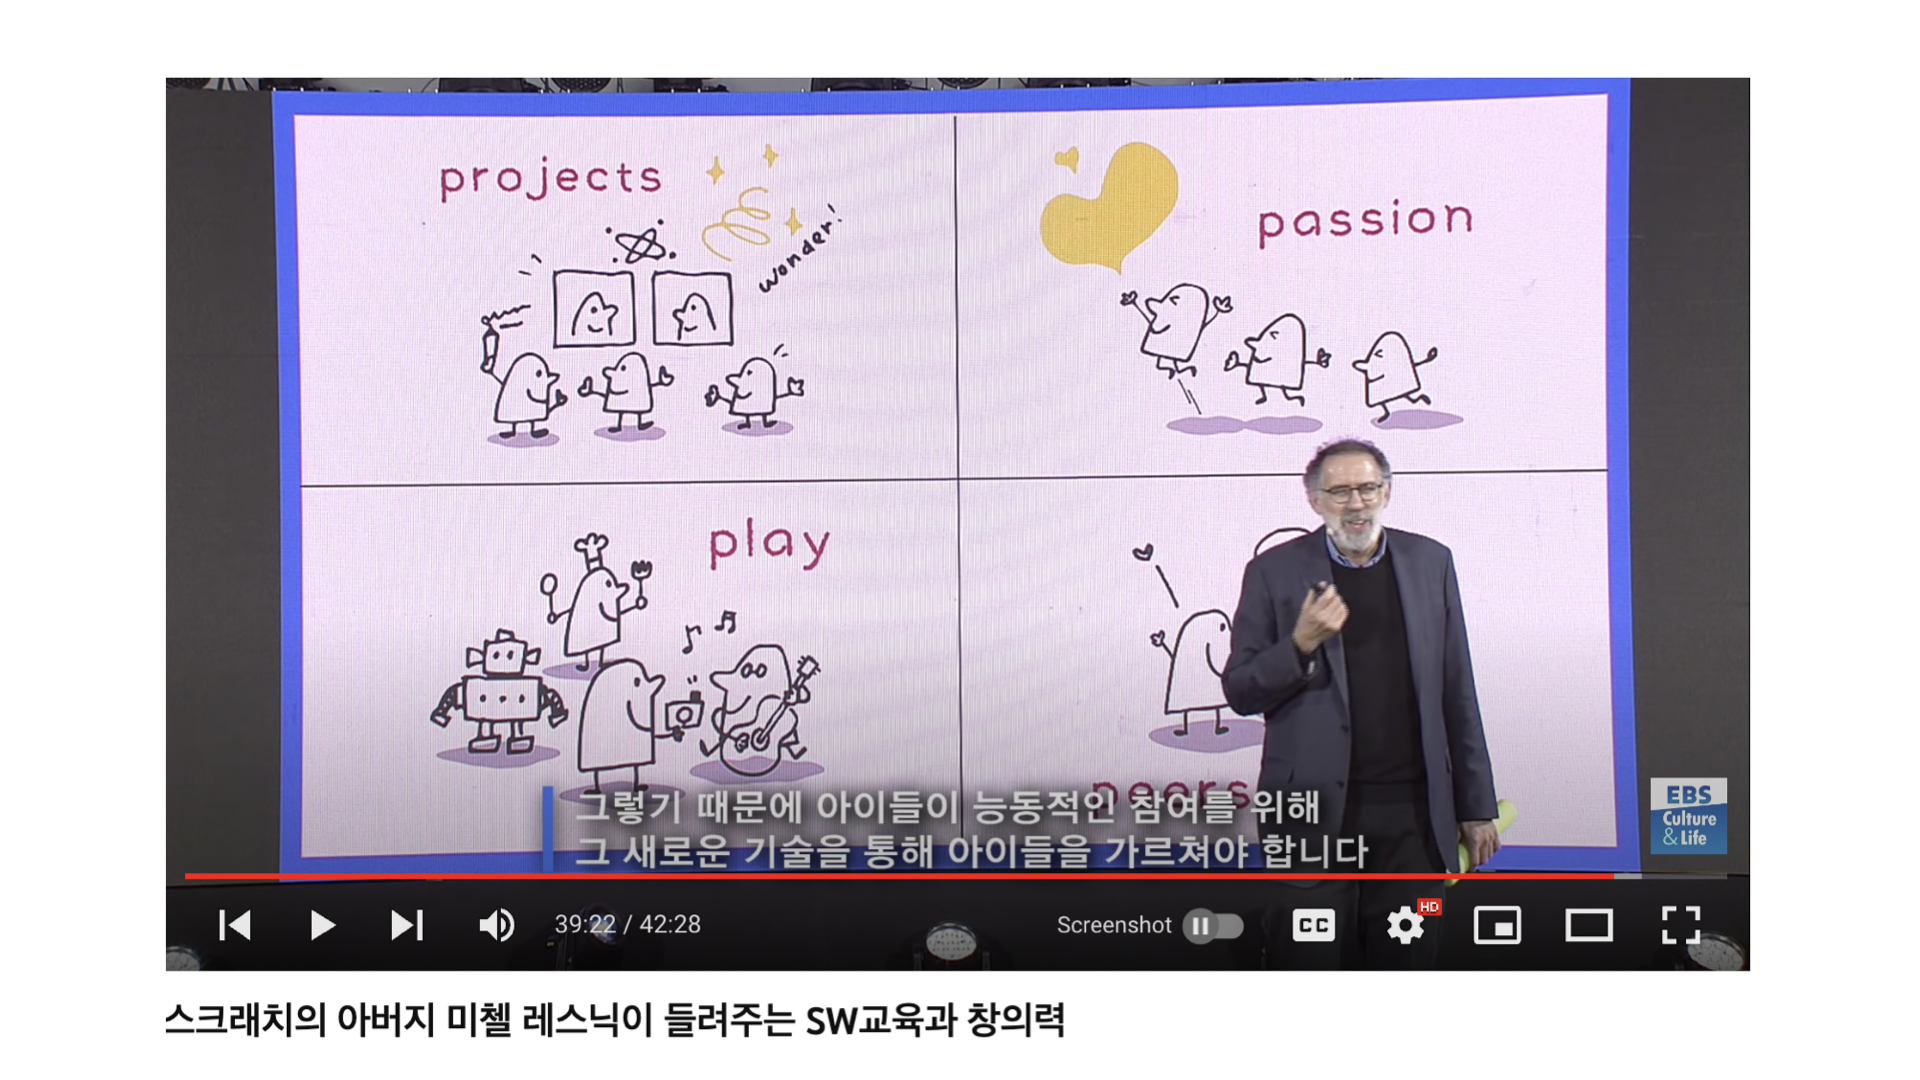 projects
wonder!
passion
play
peers
그렇기 때문에 아이들이 능동적인 참여를 위해
그 새로운 기술을 통해 아이들을 가르쳐야 합니다
EBS
Culture
& Life
39:22 / 42:28
Screenshot
CC
HD
스크래치의 아버지 미첼 레스닉이 들려주는 SW교육과 창의력